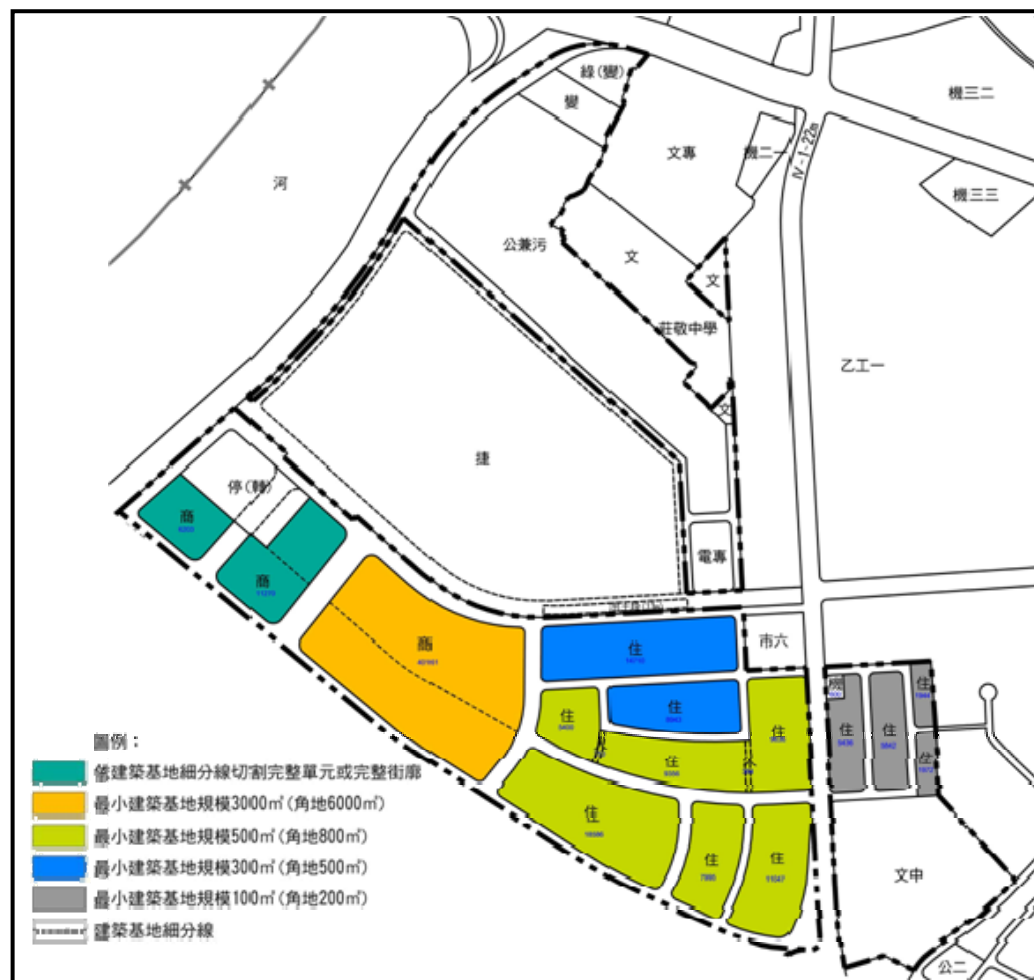 綠(變)
變
機三二
文專
機二一
IV-1-22m
機三三
河
公兼污
文
文
莊敬中學
乙工一
文
捷
停(轉)
商
電專
商
11270
商
住
市六
機
住
住
住
住
住
住
住
住
住
住
住
住
7995
11547
文中
公二
圖例：
依建築基地細分線切割完整單元或完整街廓
最小建築基地規模3000㎡(角地6000㎡)
最小建築基地規模500㎡(角地800㎡)
最小建築基地規模300㎡(角地500㎡)
最小建築基地規模100㎡(角地200㎡)
建築基地細分線